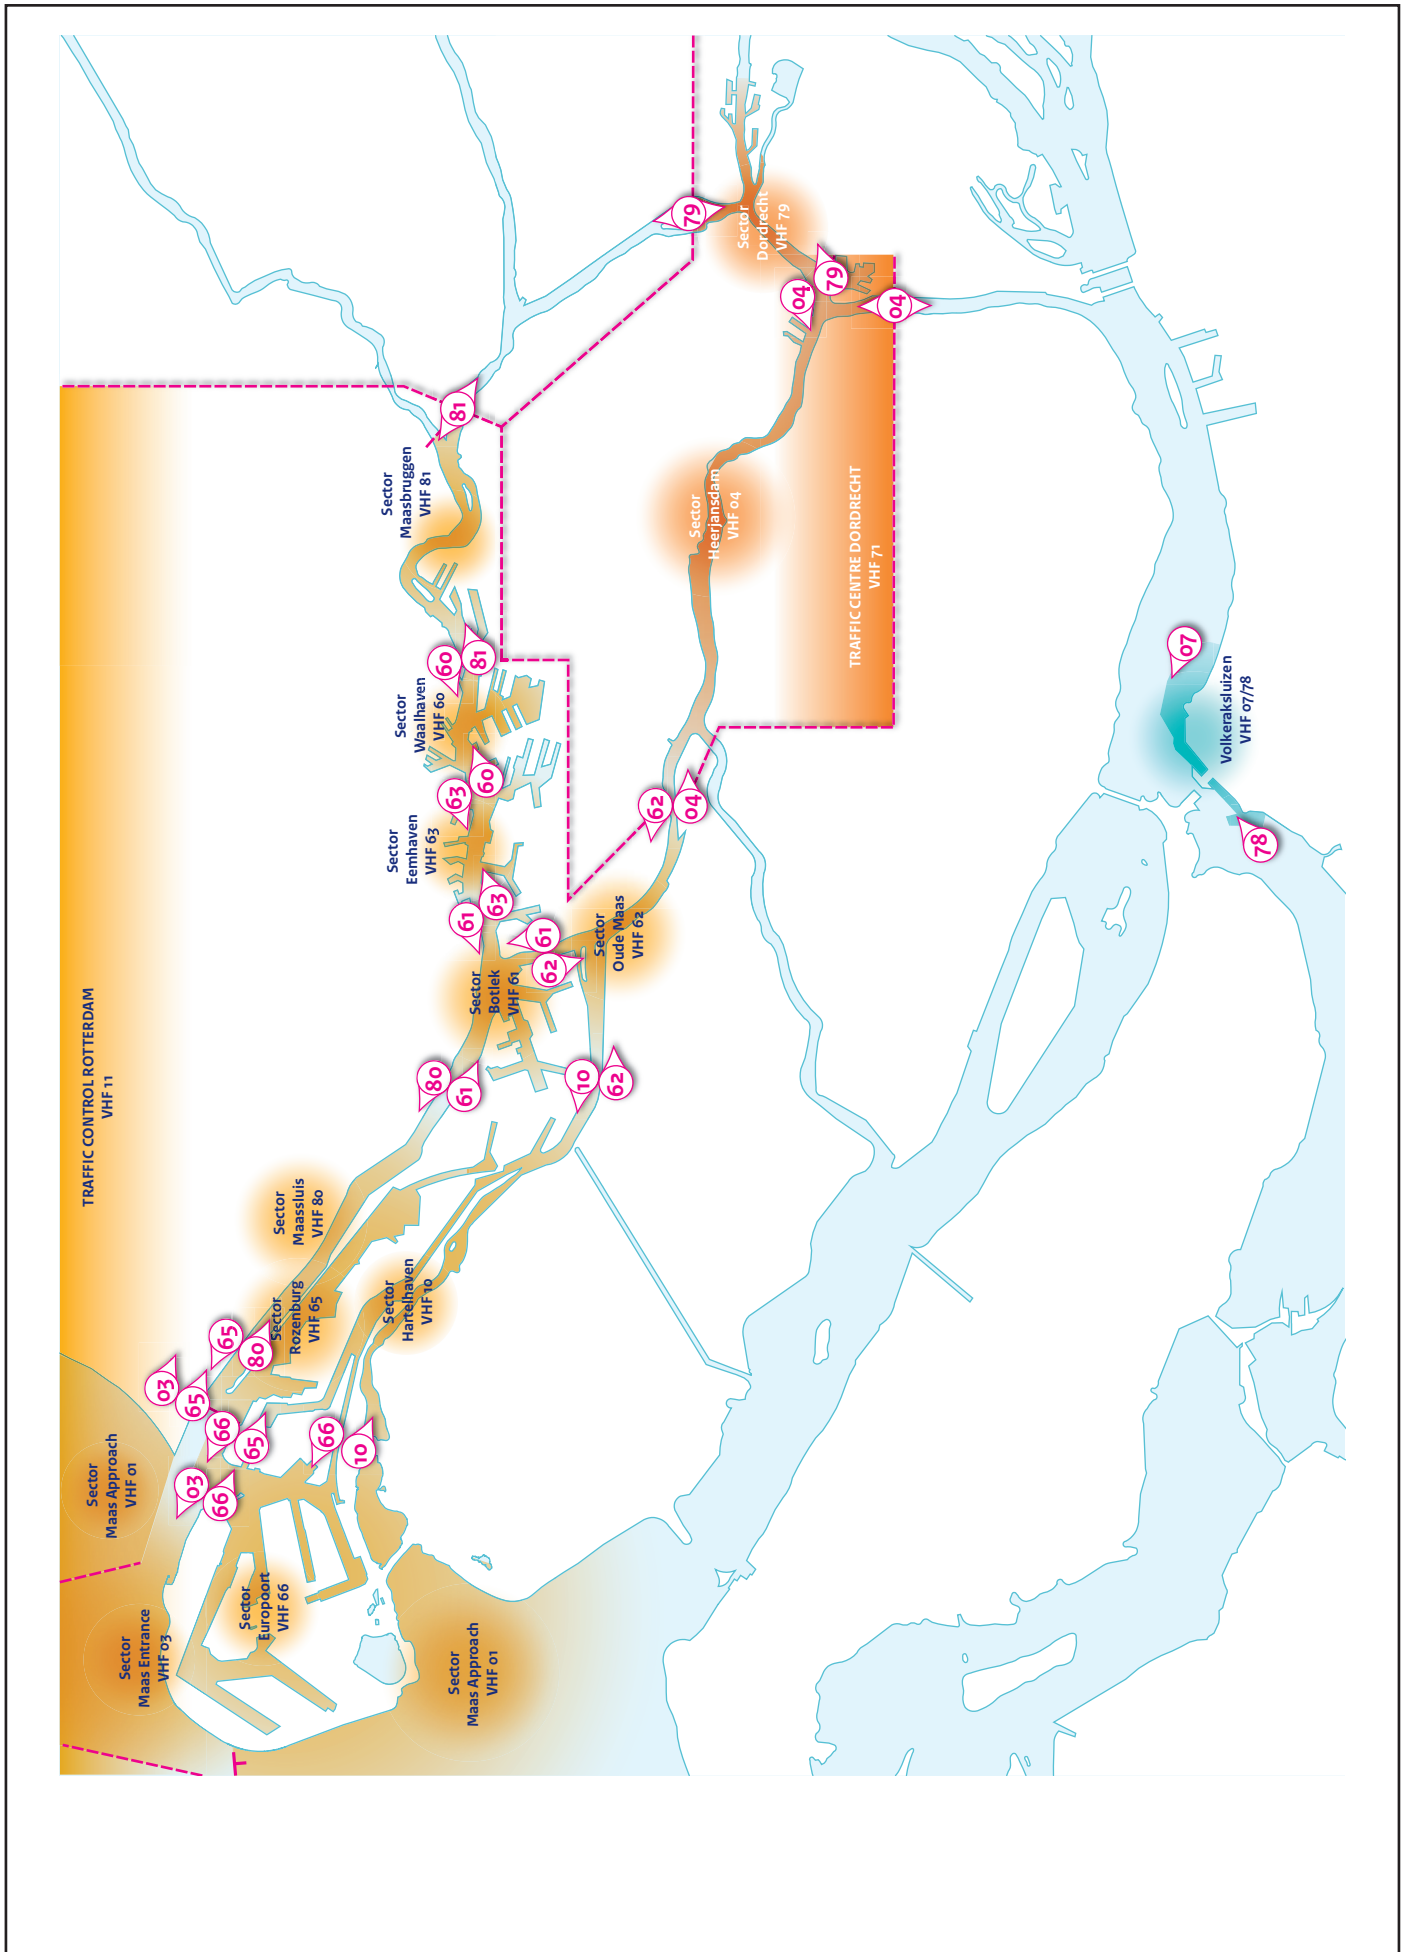 TRAFFIC CONTROL ROTTERDAM
VHF 11
Sector
Maas Approach
VHF 01
Sector
Maas Entrance
VHF 03
Sector
Europoort
VHF 66
Sector
Maas Approach
VHF 01
Sector
Rozenburg
VHF 65
Sector
Maassluis
VHF 80
Sector
Hartelhaven
VHF 10
Sector
Botlek
VHF 61
Sector
Oude Maas
VHF 62
Sector
Eemhaven
VHF 63
Sector
Waalhaven
VHF 60
Sector
Maasbruggen
VHF 81
Sector
Heerjansdam
VHF 04
Sector
Dordrecht
VHF 79
TRAFFIC CENTRE DORDRECHT
VHF 71
Volkeraksluizen
VHF 07/78
03
66
03
65
66
65
65
80
66
10
80
61
10
62
61
63
61
62
63
60
60
81
81
62
04
04
79
04
79
07
78